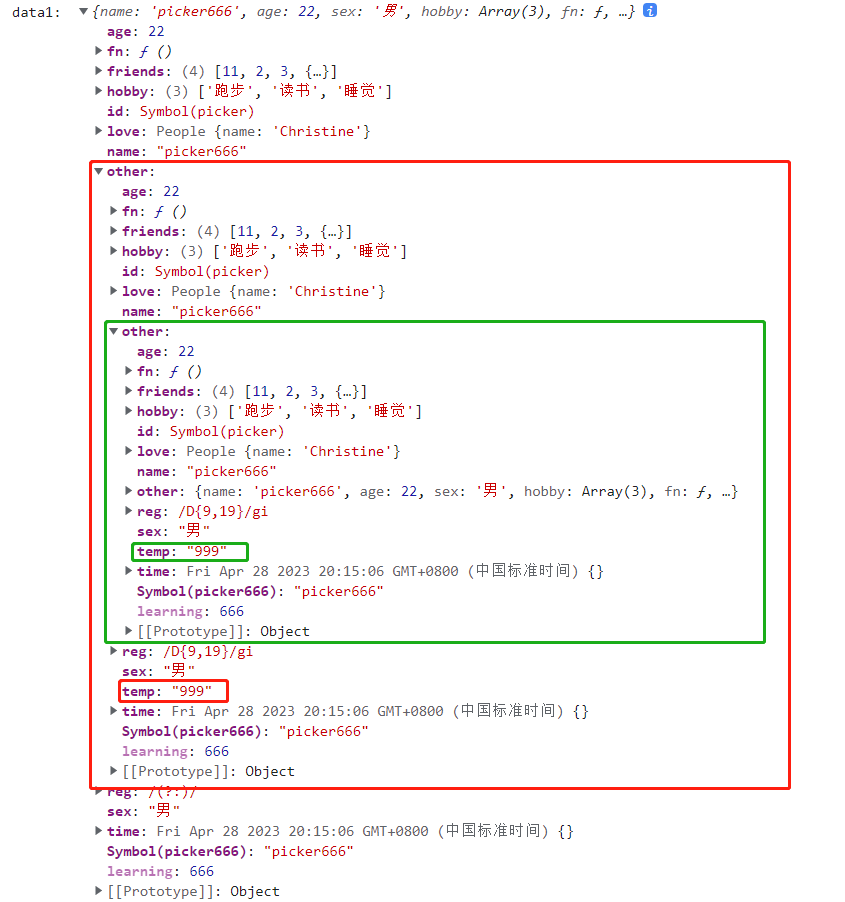 data1: ▼{name: 'picker666', age: 22, sex: '男', hobby: Array(3), fn: ƒ, …} i
age: 22
▶fn: ƒ ()
▶friends: (4) [11, 2, 3, {…}]
▶hobby: (3) ['跑步', '读书', '睡觉']
id: Symbol(picker)
▶love: People {name: 'Christine'}
name: "picker666"
▼other:
age: 22
▶fn: ƒ ()
▶friends: (4) [11, 2, 3, {…}]
▶hobby: (3) ['跑步', '读书', '睡觉']
id: Symbol(picker)
▶love: People {name: 'Christine'}
name: "picker666"
▼other:
age: 22
▶fn: ƒ ()
▶friends: (4) [11, 2, 3, {…}]
▶hobby: (3) ['跑步', '读书', '睡觉']
id: Symbol(picker)
▶love: People {name: 'Christine'}
name: "picker666"
▶other: {name: 'picker666', age: 22, sex: '男', hobby: Array(3), fn: ƒ, …}
▶reg: /D{9,19}/gi
sex: "男"
temp: "999"
▶time: Fri Apr 28 2023 20:15:06 GMT+0800 (中国标准时间) {}
Symbol(picker666): "picker666"
learning: 666
▶[[Prototype]]: Object
▶reg: /D{9,19}/gi
sex: "男"
temp: "999"
▶time: Fri Apr 28 2023 20:15:06 GMT+0800 (中国标准时间) {}
Symbol(picker666): "picker666"
learning: 666
▶[[Prototype]]: Object
▶reg: /(?:)/
sex: "男"
▶time: Fri Apr 28 2023 20:15:06 GMT+0800 (中国标准时间) {}
Symbol(picker666): "picker666"
learning: 666
▶[[Prototype]]: Object